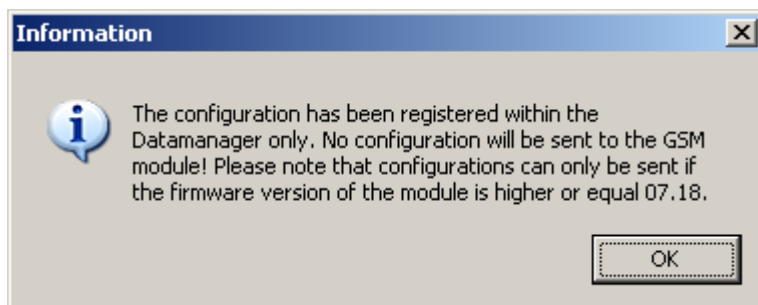 Information
The configuration has been registered within the
Datamanager only. No configuration will be sent to the GSM
module! Please note that configurations can only be sent if
the firmware version of the module is higher or equal 07.18.
OK